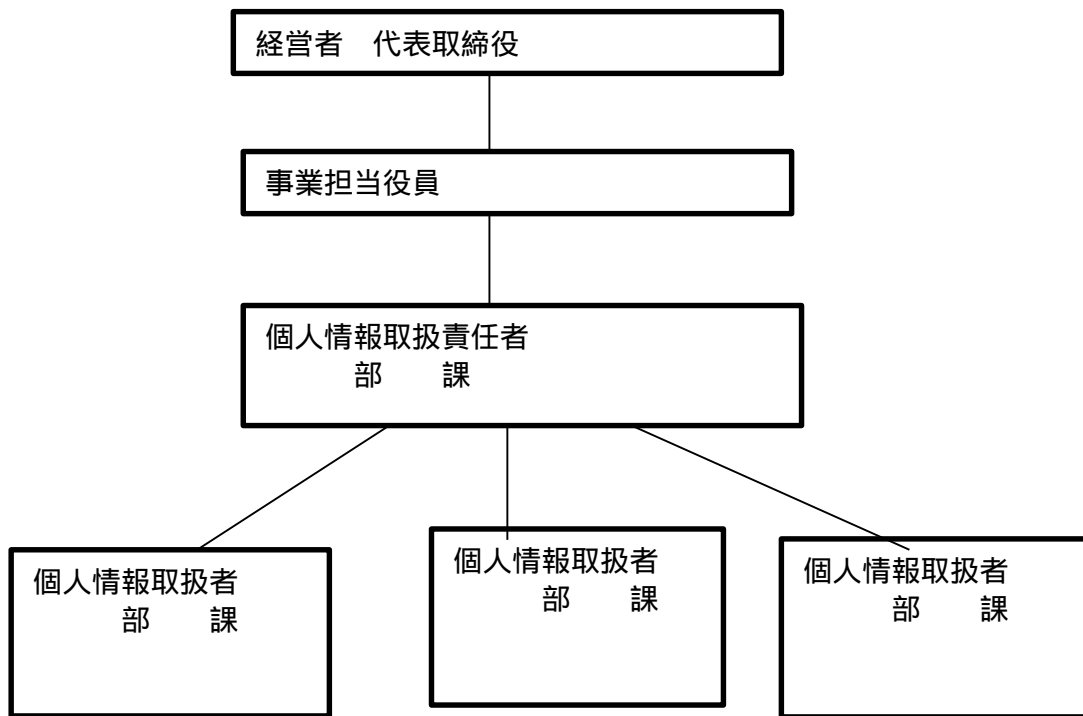 経営者　代表取締役
事業担当役員
個人情報取扱責任者
部　　課
個人情報取扱者
部　　課
個人情報取扱者
部　　課
個人情報取扱者
部　　課